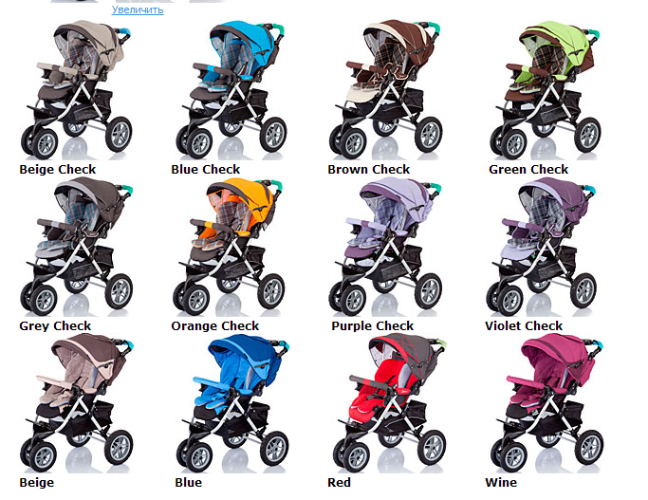 Увеличить
Beige Check
Blue Check
Brown Check
Green Check
Grey Check
Orange Check
Purple Check
Violet Check
Beige
Blue
Red
Wine